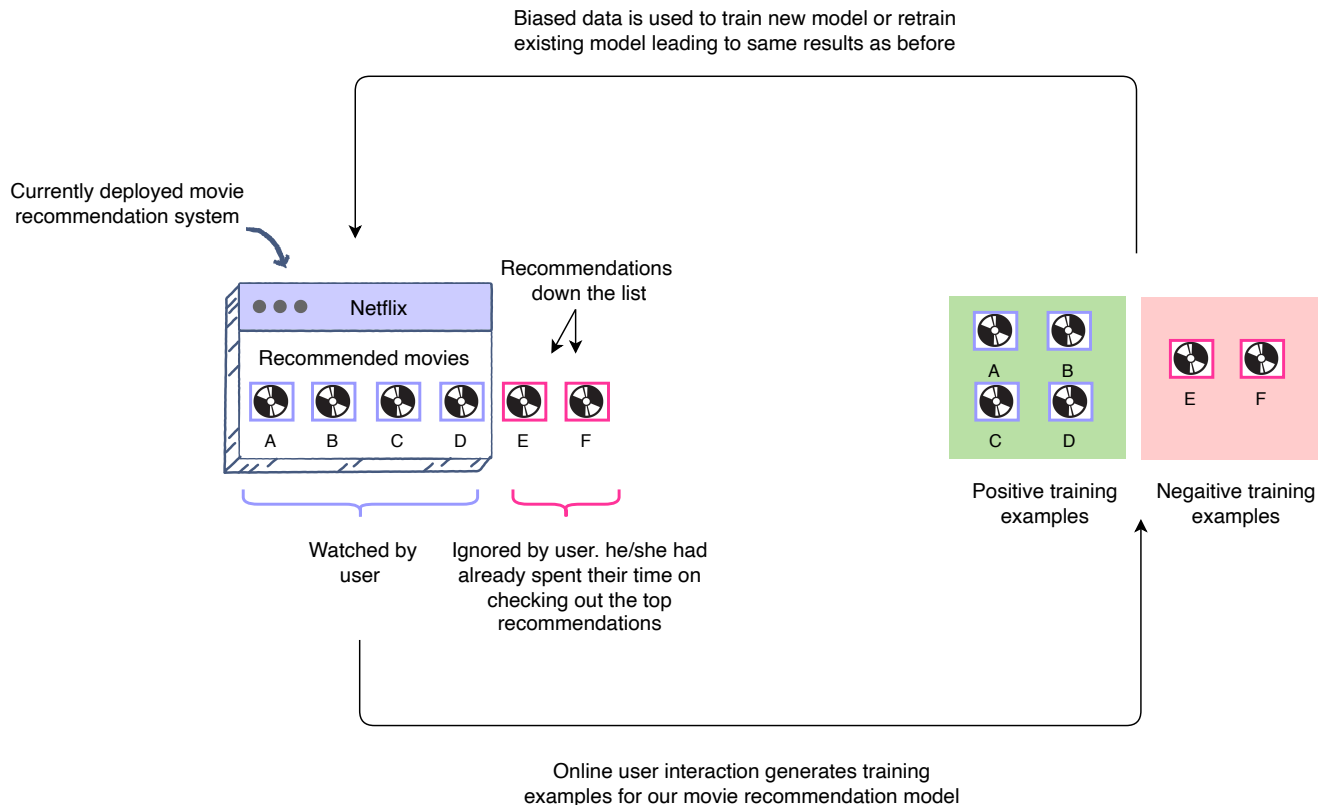 Biased data is used to train new model or retrain
existing model leading to same results as before
Currently deployed movie
recommendation system
Recommendations
down the list
Netflix
Recommended movies
A B C D E F
A B
C D
E F
Positive training
examples
Negaitive training
examples
Watched by
user
Ignored by user. he/she had
already spent their time on
checking out the top
recommendations
Online user interaction generates training
examples for our movie recommendation model